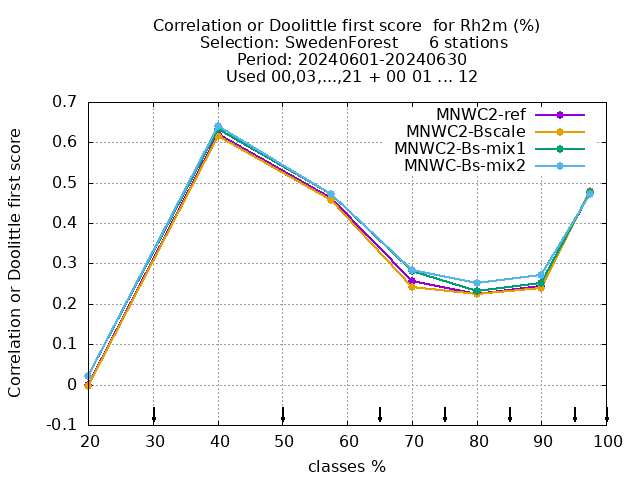 Correlation or Doolittle first score  for Rh2m (%)
Selection: SwedenForest      6 stations
Period: 20240601-20240630
Used 00,03,...,21 + 00 01 ... 12
MNWC2-ref
MNWC2-Bscale
MNWC2-Bs-mix1
MNWC-Bs-mix2
Correlation or Doolittle first score
0.7
0.6
0.5
0.4
0.3
0.2
0.1
0
-0.1
20 30 40 50 60 70 80 90 100
classes %